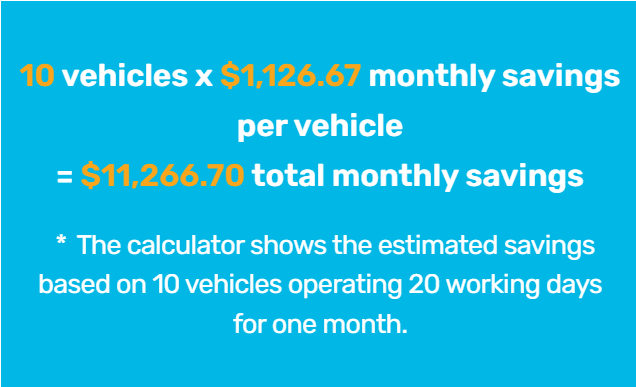 10 vehicles x $1,126.67 monthly savings
per vehicle
= $11,266.70 total monthly savings
* The calculator shows the estimated savings
based on 10 vehicles operating 20 working days
for one month.